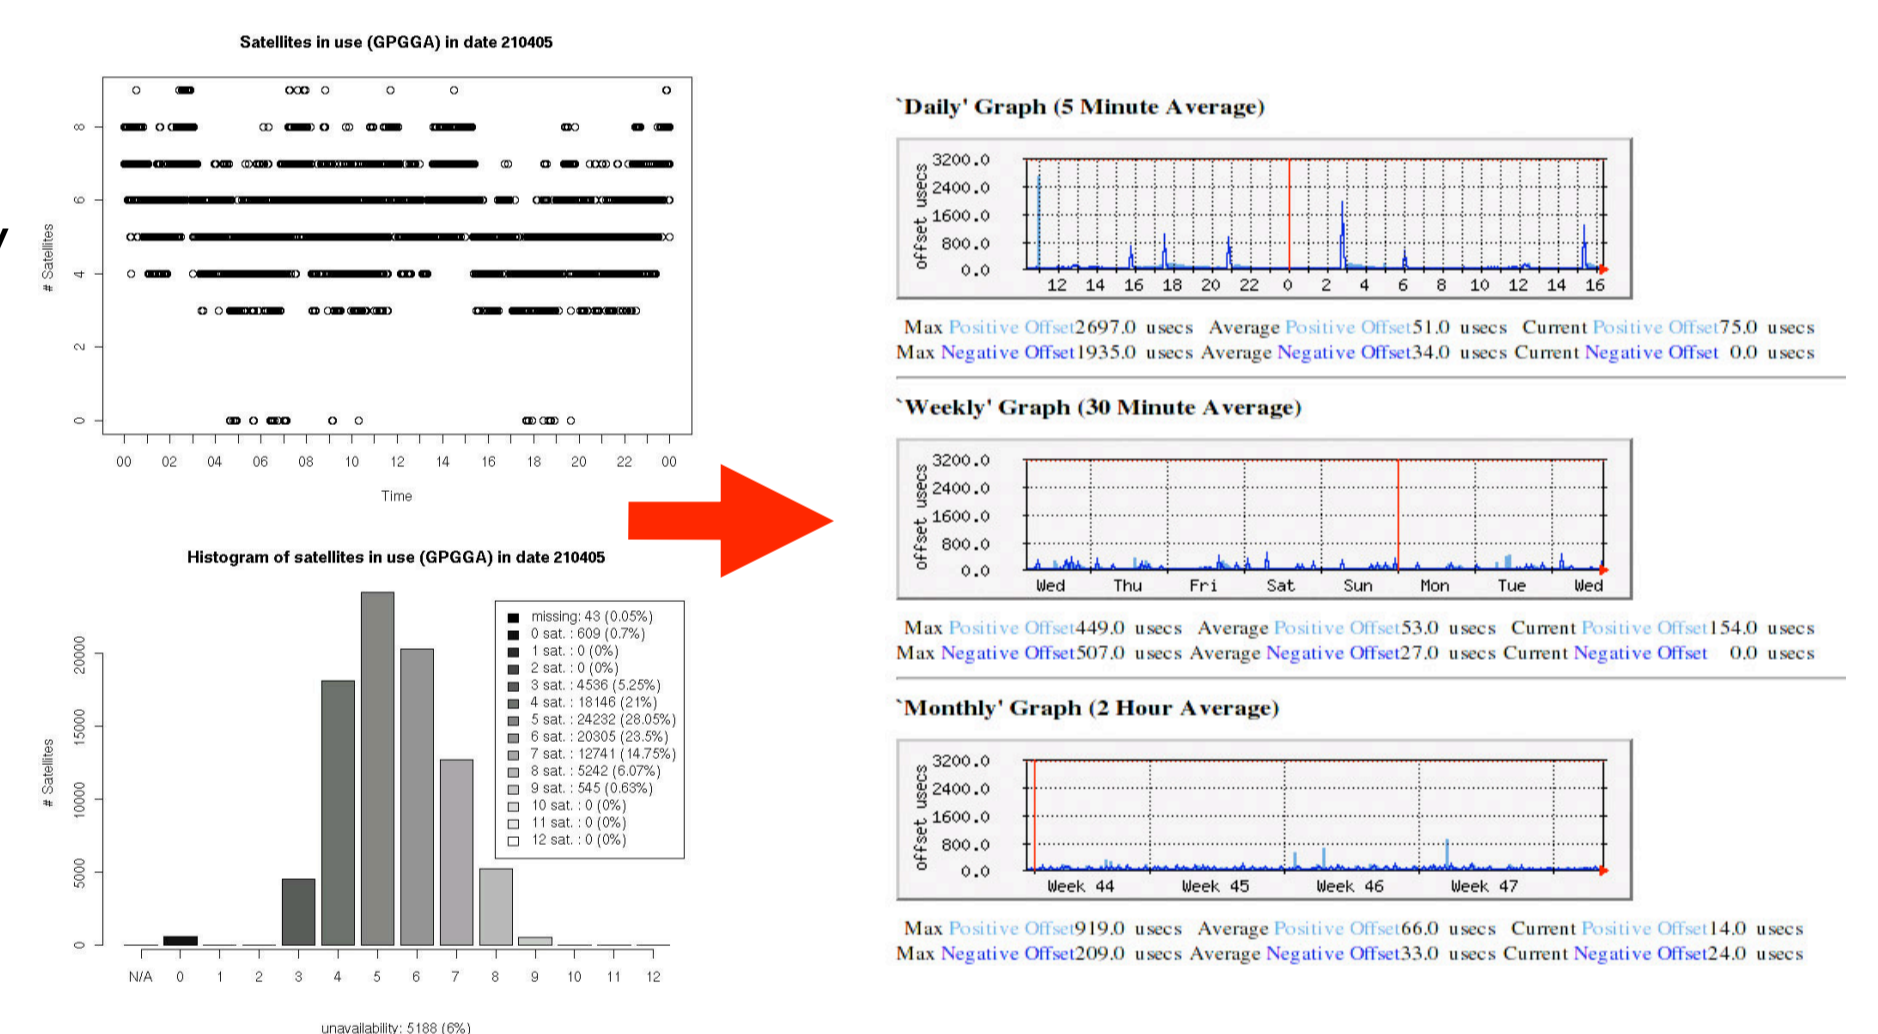 Satellites in use (GPGGA) in date 210405
# Satellites
8
6
4
2
0
00 02 04 06 08 10 12 14 16 18 20 22 00
Time
Histogram of satellites in use (GPGGA) in date 210405
# Satellites
20000
15000
10000
5000
0
missing: 43 (0.05%)
0 sat. : 609 (0.7%)
1 sat. : 0 (0%)
2 sat. : 0 (0%)
3 sat. : 4536 (5.25%)
4 sat. : 18146 (21%)
5 sat. : 24232 (28.05%)
6 sat. : 20305 (23.5%)
7 sat. : 12741 (14.75%)
8 sat. : 5242 (6.07%)
9 sat. : 545 (0.63%)
10 sat. : 0 (0%)
11 sat. : 0 (0%)
12 sat. : 0 (0%)
N/A 0 1 2 3 4 5 6 7 8 9 10 11 12
unavailability: 5188 (6%)
`Daily' Graph (5 Minute Average)
offset usecs
3200.0
2400.0
1600.0
800.0
0.0
12 14 16 18 20 22 0 2 4 6 8 10 12 14 16
Max Positive Offset2697.0 usecs Average Positive Offset51.0 usecs Current Positive Offset75.0 usecs
Max Negative Offset1935.0 usecs Average Negative Offset34.0 usecs Current Negative Offset 0.0 usecs
`Weekly' Graph (30 Minute Average)
offset usecs
3200.0
2400.0
1600.0
800.0
0.0
Wed Thu Fri Sat Sun Mon Tue Wed
Max Positive Offset449.0 usecs Average Positive Offset53.0 usecs Current Positive Offset154.0 usecs
Max Negative Offset507.0 usecs Average Negative Offset27.0 usecs Current Negative Offset 0.0 usecs
`Monthly' Graph (2 Hour Average)
offset usecs
3200.0
2400.0
1600.0
800.0
0.0
Week 44 Week 45 Week 46 Week 47
Max Positive Offset919.0 usecs Average Positive Offset66.0 usecs Current Positive Offset14.0 usecs
Max Negative Offset209.0 usecs Average Negative Offset33.0 usecs Current Negative Offset24.0 usecs